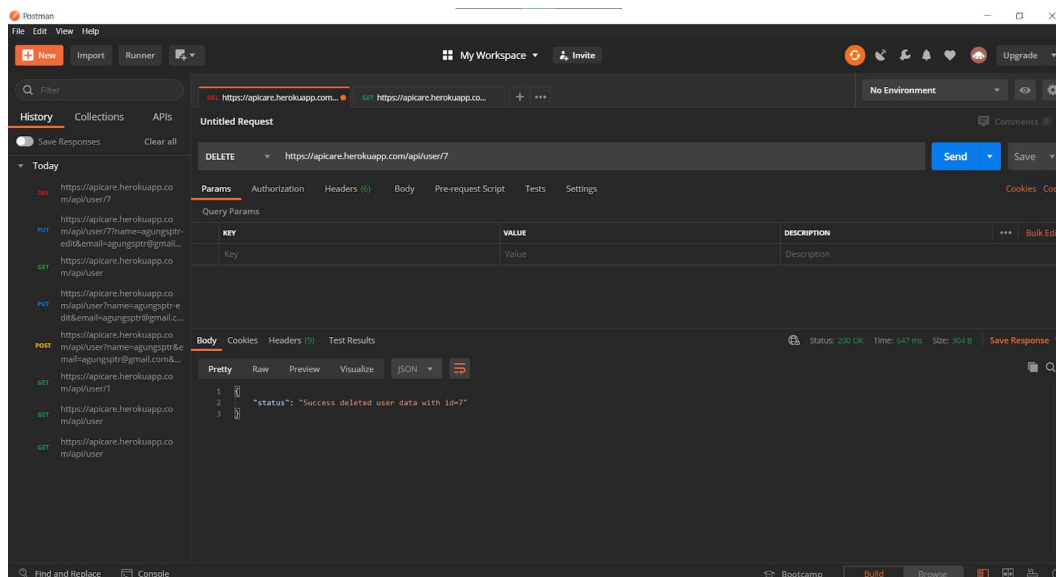 Postman
File Edit View Help
New Import Runner My Workspace Invite Upgrade
Filter
History Collections APIs
Save Responses Clear all
Today
DEL https://apicare.herokuapp.co
m/api/user/7
PUT https://apicare.herokuapp.co
m/api/user/7?name=agungsptr-
edit&email=agungsptr@gmail...
GET https://apicare.herokuapp.co
m/api/user
PUT https://apicare.herokuapp.co
m/api/user?name=agungsptr-e
dit&email=agungsptr@gmail.c...
POST https://apicare.herokuapp.co
m/api/user?name=agungsptr&e
mail=agungsptr@gmail.com&...
GET https://apicare.herokuapp.co
m/api/user/1
GET https://apicare.herokuapp.co
m/api/user
GET https://apicare.herokuapp.co
m/api/user
DEL https://apicare.herokuapp.com... GET https://apicare.herokuapp.co... + ••• No Environment
Untitled Request Comments 0
DELETE https://apicare.herokuapp.com/api/user/7 Send Save
Params Authorization Headers (6) Body Pre-request Script Tests Settings Cookies Coo
Query Params
KEY VALUE DESCRIPTION ••• Bulk Edi
Key Value Description
Body Cookies Headers (9) Test Results Status: 200 OK Time: 647 ms Size: 304 B Save Response
Pretty Raw Preview Visualize JSON
1 {
2 "status": "Success deleted user data with id=7"
3 }
Find and Replace Console Bootcamp Build Browse